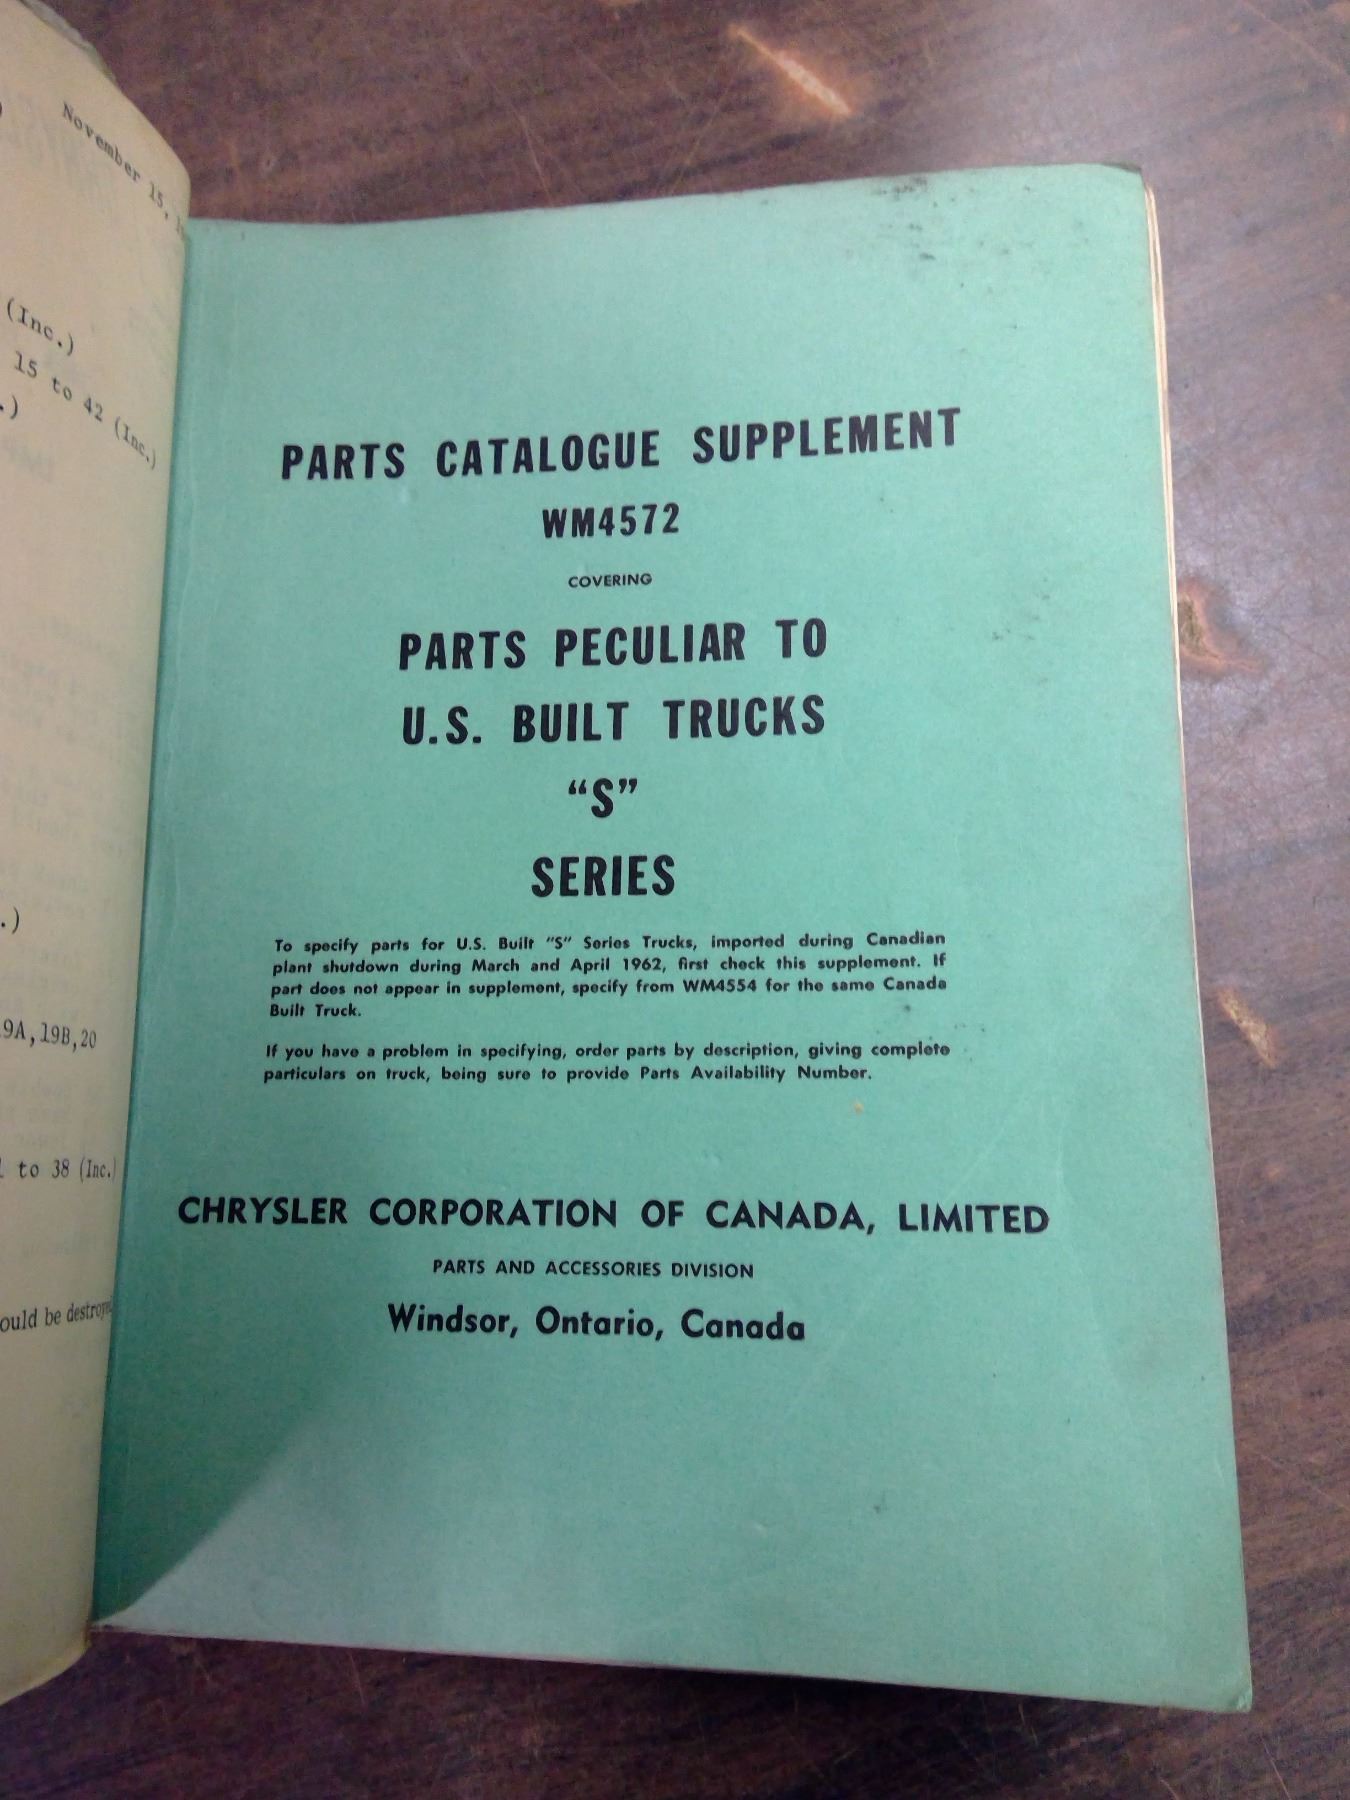 November 15,
(Inc.)
15 to 42 (Inc.)
.)
.)
9A,19B,20
to 38 (Inc.)
ould be destroyed
PARTS CATALOGUE SUPPLEMENT
WM4572
COVERING
PARTS PECULIAR TO
U.S. BUILT TRUCKS
“S”
SERIES
To specify parts for U.S. Built "S" Series Trucks, imported during Canadian
plant shutdown during March and April 1962, first check this supplement. If
part does not appear in supplement, specify from WM4554 for the same Canada
Built Truck.
If you have a problem in specifying, order parts by description, giving complete
particulars on truck, being sure to provide Parts Availability Number.
CHRYSLER CORPORATION OF CANADA, LIMITED
PARTS AND ACCESSORIES DIVISION
Windsor, Ontario, Canada